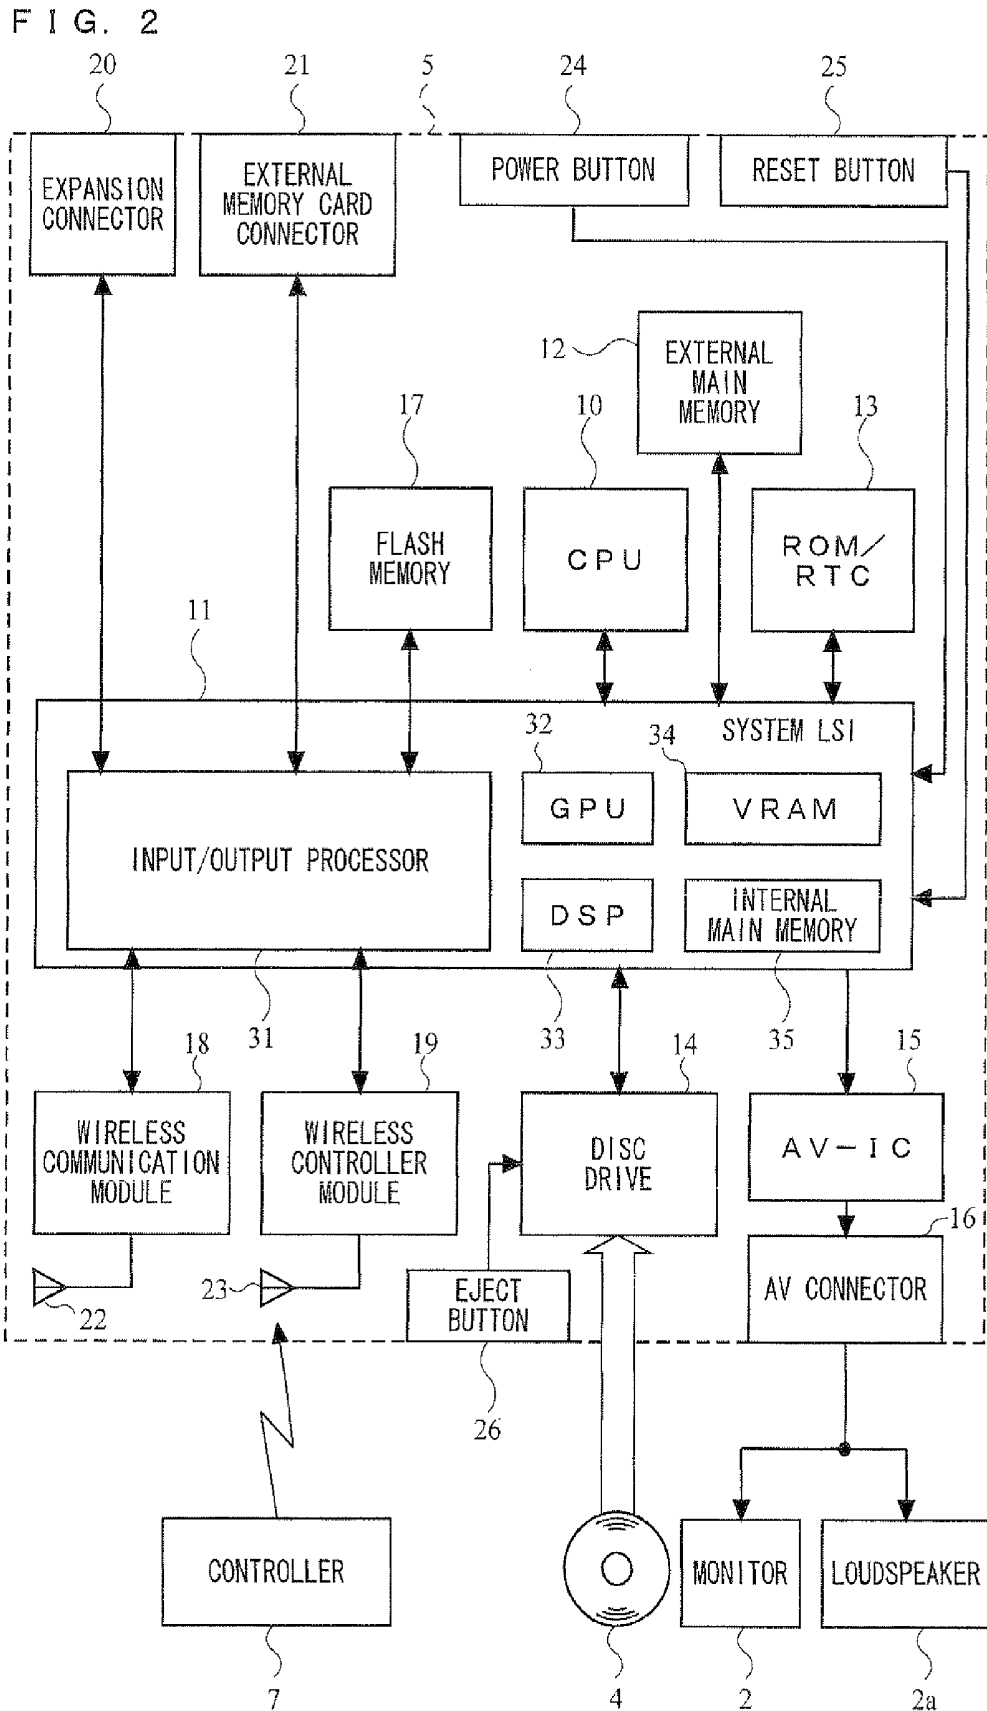 FIG. 2
20
21
5
24
25
EXPANSION
CONNECTOR
EXTERNAL
MEMORY CARD
CONNECTOR
POWER BUTTON
RESET BUTTON
12
EXTERNAL
MAIN
MEMORY
17
10
13
FLASH
MEMORY
CPU
ROM/
RTC
11
SYSTEM LSI
32
34
GPU
VRAM
INPUT/OUTPUT PROCESSOR
DSP
INTERNAL
MAIN MEMORY
31
33
35
18
19
14
15
WIRELESS
COMMUNICATION
MODULE
WIRELESS
CONTROLLER
MODULE
DISC
DRIVE
AV-IC
16
22
23
EJECT
BUTTON
AV CONNECTOR
26
CONTROLLER
MONITOR
LOUDSPEAKER
7
4
2
2a